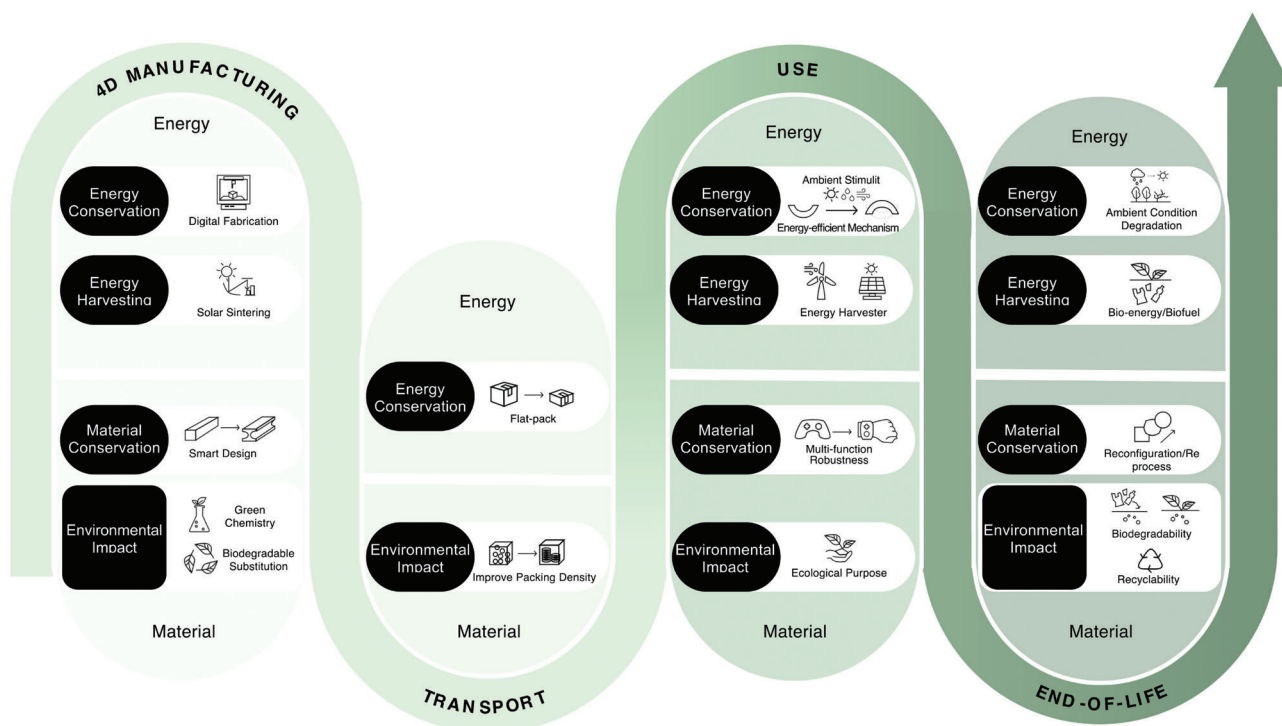 4D MANUFACTURING
Energy
Energy
Conservation
Digital Fabrication
Energy
Harvesting
Solar Sintering
Material
Conservation
Smart Design
Environmental
Impact
Green
Chemistry
Biodegradable
Substitution
Material
TRANSPORT
Energy
Energy
Conservation
Flat-pack
Environmental
Impact
Improve Packing Density
Material
USE
Energy
Energy
Conservation
Ambient Stimulit
Energy-efficient Mechanism
Energy
Harvesting
Energy Harvester
Material
Conservation
Multi-function
Robustness
Environmental
Impact
Ecological Purpose
Material
END-OF-LIFE
Energy
Energy
Conservation
Ambient Condition
Degradation
Energy
Harvesting
Bio-energy/Biofuel
Material
Conservation
Reconfiguration/Re
process
Environmental
Impact
Biodegradability
Recyclability
Material